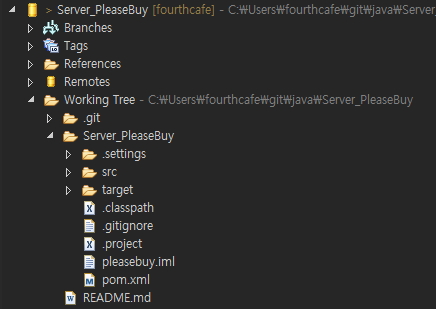 > Server_PleaseBuy [fourthcafe] - C:₩Users₩fourthcafe₩git₩java₩Server_
Branches
Tags
References
Remotes
Working Tree - C:₩Users₩fourthcafe₩git₩java₩Server_PleaseBuy
.git
Server_PleaseBuy
.settings
src
target
.classpath
.gitignore
.project
pleasebuy.iml
pom.xml
README.md